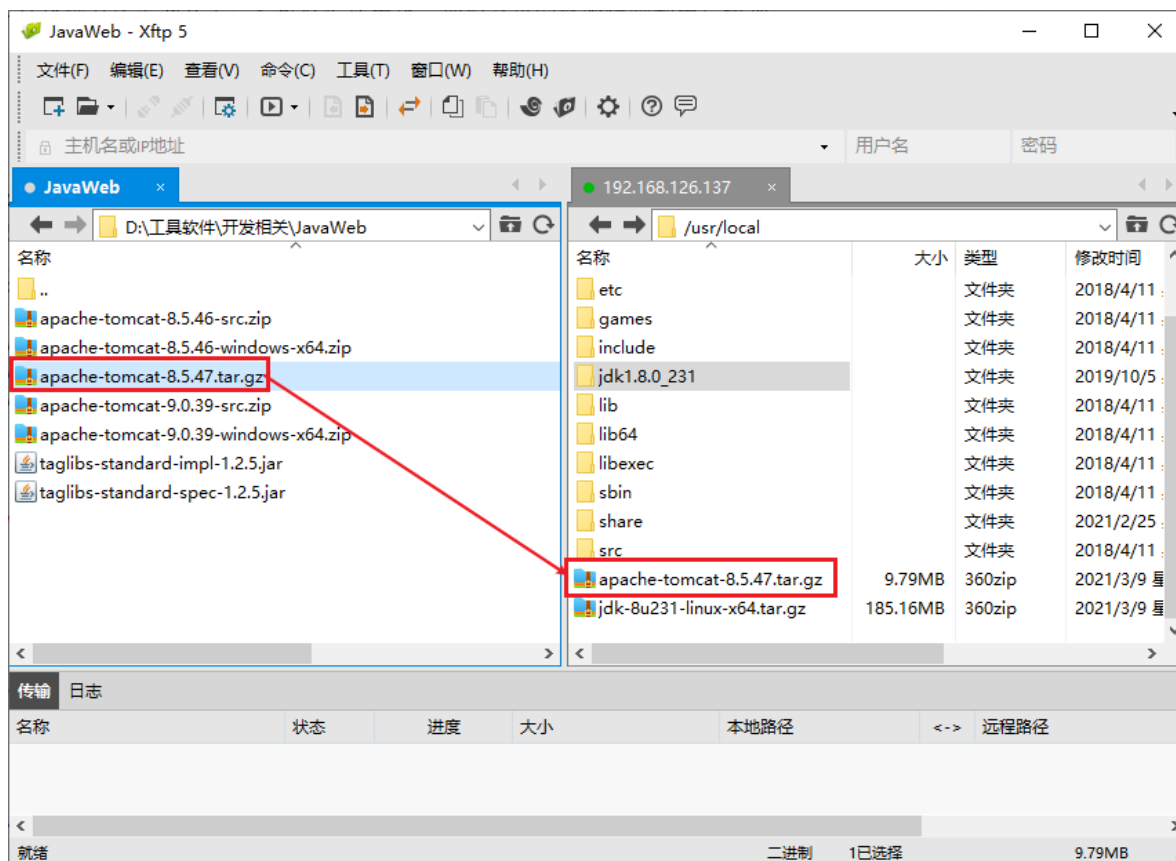 JavaWeb - Xftp 5
文件(F) 编辑(E) 查看(V) 命令(C) 工具(T) 窗口(W) 帮助(H)
主机名或IP地址 用户名 密码
JavaWeb × 192.168.126.137 ×
D:\工具软件\开发相关\JavaWeb /usr/local
名称 名称 大小 类型 修改时间
.. etc 文件夹 2018/4/11
apache-tomcat-8.5.46-src.zip games 文件夹 2018/4/11
apache-tomcat-8.5.46-windows-x64.zip include 文件夹 2018/4/11
apache-tomcat-8.5.47.tar.gz jdk1.8.0_231 文件夹 2019/10/5
apache-tomcat-9.0.39-src.zip lib 文件夹 2018/4/11
apache-tomcat-9.0.39-windows-x64.zip lib64 文件夹 2018/4/11
taglibs-standard-impl-1.2.5.jar libexec 文件夹 2018/4/11
taglibs-standard-spec-1.2.5.jar sbin 文件夹 2018/4/11
share 文件夹 2021/2/25
src 文件夹 2018/4/11
apache-tomcat-8.5.47.tar.gz 9.79MB 360zip 2021/3/9 星
jdk-8u231-linux-x64.tar.gz 185.16MB 360zip 2021/3/9 星
传输 日志
名称 状态 进度 大小 本地路径 <-> 远程路径
就绪 二进制 1已选择 9.79MB